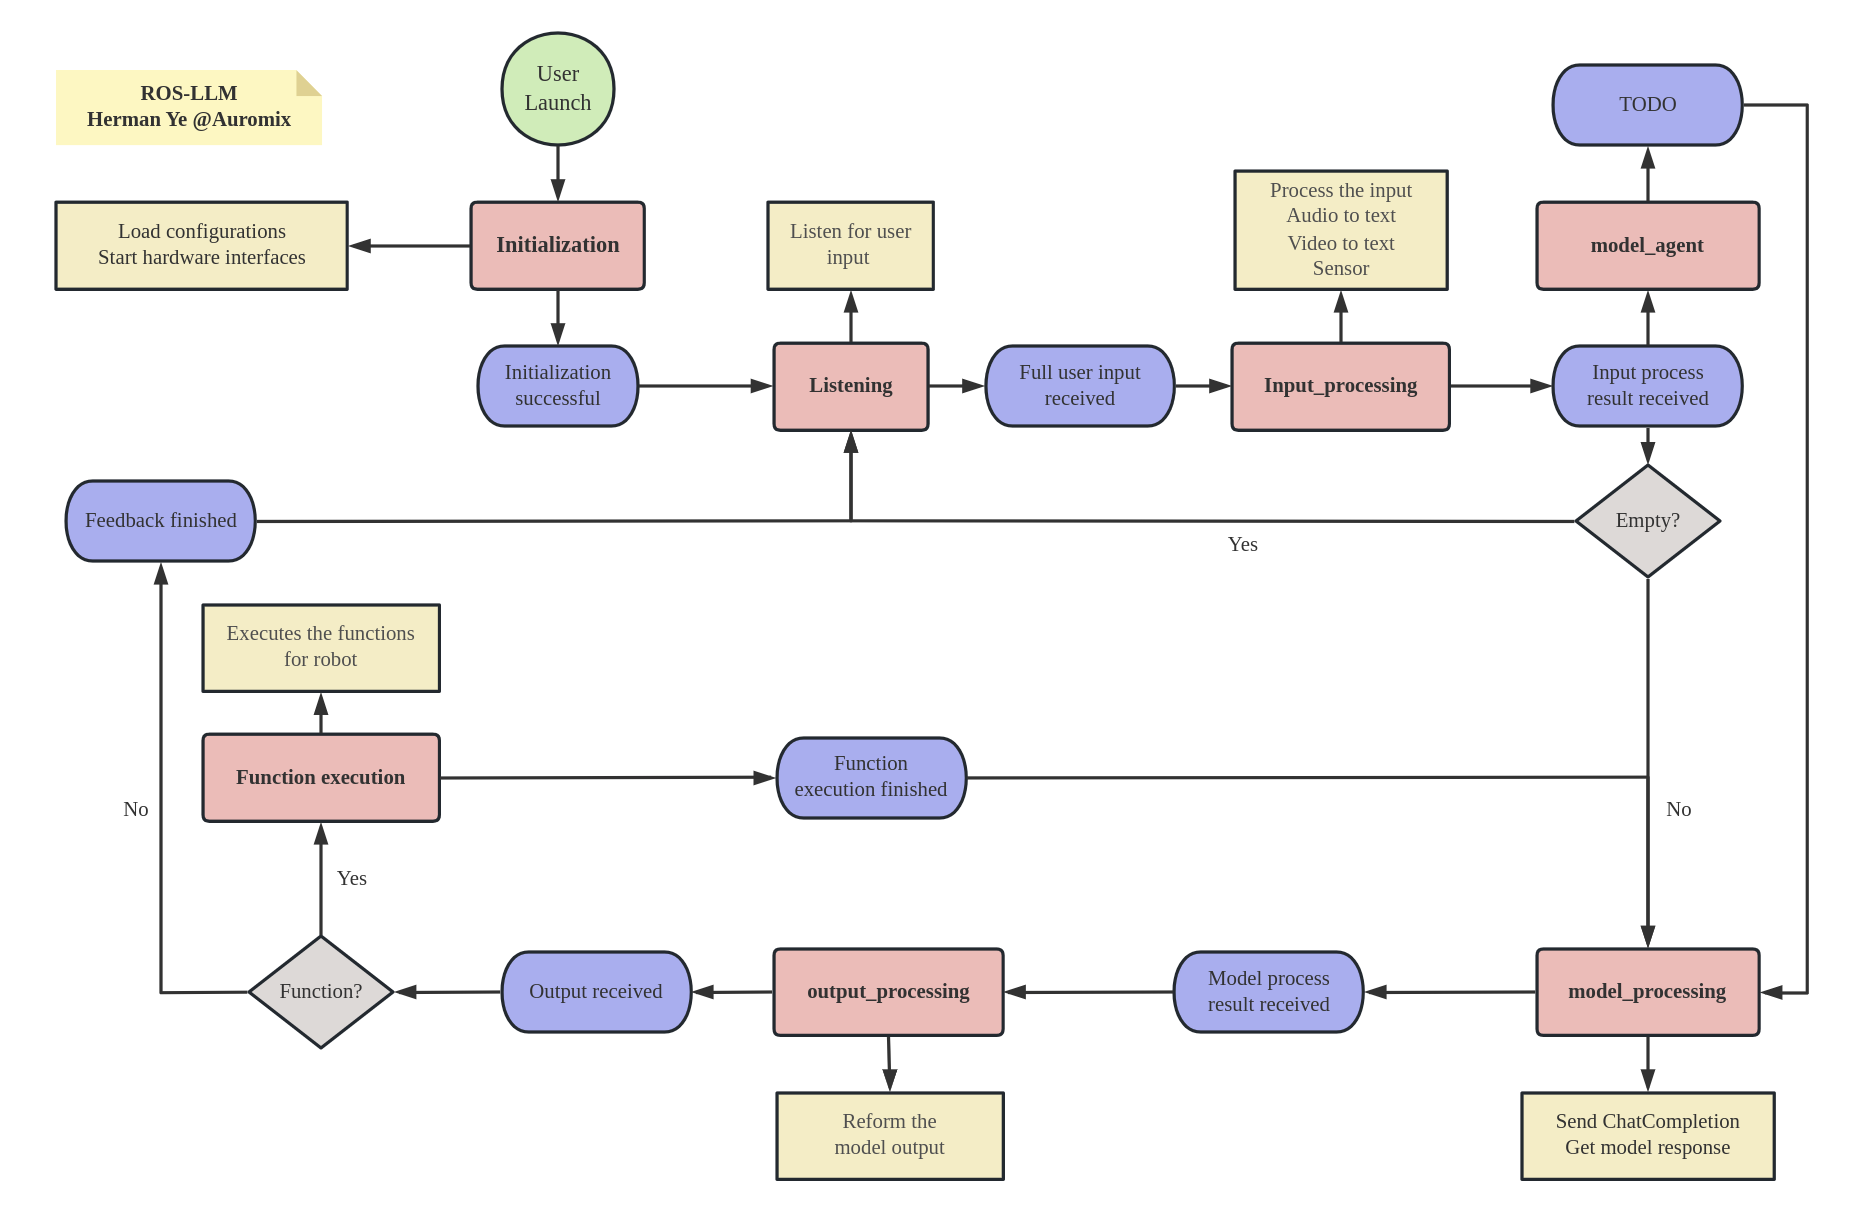 ROS-LLM
Herman Ye @Auromix
User
Launch
TODO
Load configurations
Start hardware interfaces
Initialization
Listen for user
input
Process the input
Audio to text
Video to text
Sensor
model_agent
Initialization
successful
Listening
Full user input
received
Input_processing
Input process
result received
Feedback finished
Empty?
Yes
Executes the functions
for robot
Function execution
Function
execution finished
No
No
Yes
Function?
Output received
output_processing
Model process
result received
model_processing
Reform the
model output
Send ChatCompletion
Get model response